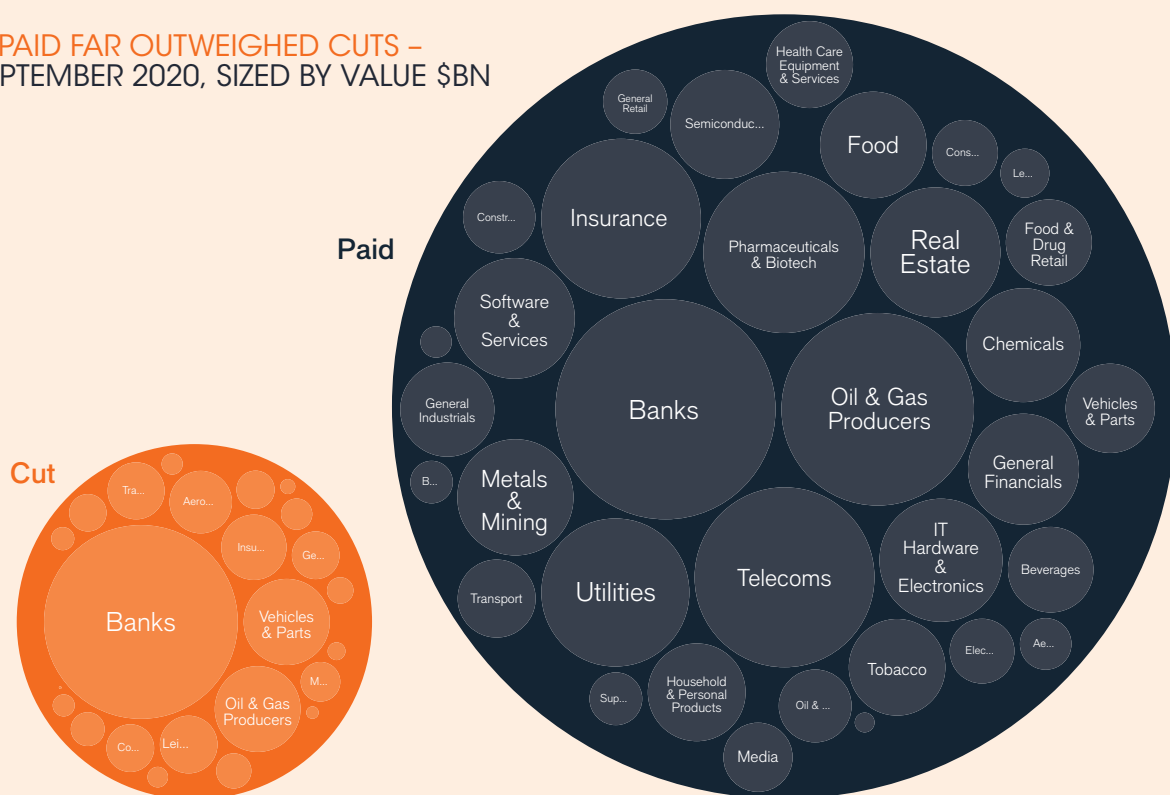 PAID FAR OUTWEIGHED CUTS –
PTEMBER 2020, SIZED BY VALUE $BN
Paid
Health Care
Equipment
& Services
General
Retail
Semiconduc...
Food
Cons...
Le...
Constr...
Insurance
Pharmaceuticals
& Biotech
Real
Estate
Food &
Drug
Retail
Software
&
Services
Chemicals
General
Industrials
Banks
Oil & Gas
Producers
Vehicles
& Parts
B...
Metals
&
Mining
General
Financials
IT
Hardware
&
Electronics
Beverages
Transport
Utilities
Telecoms
Tobacco
Elec...
Ae...
Sup...
Household
& Personal
Products
Oil & ...
Media
Cut
Tra...
Aero...
Insu...
Ge...
Banks
Vehicles
& Parts
M...
Oil & Gas
Producers
Co...
Lei...